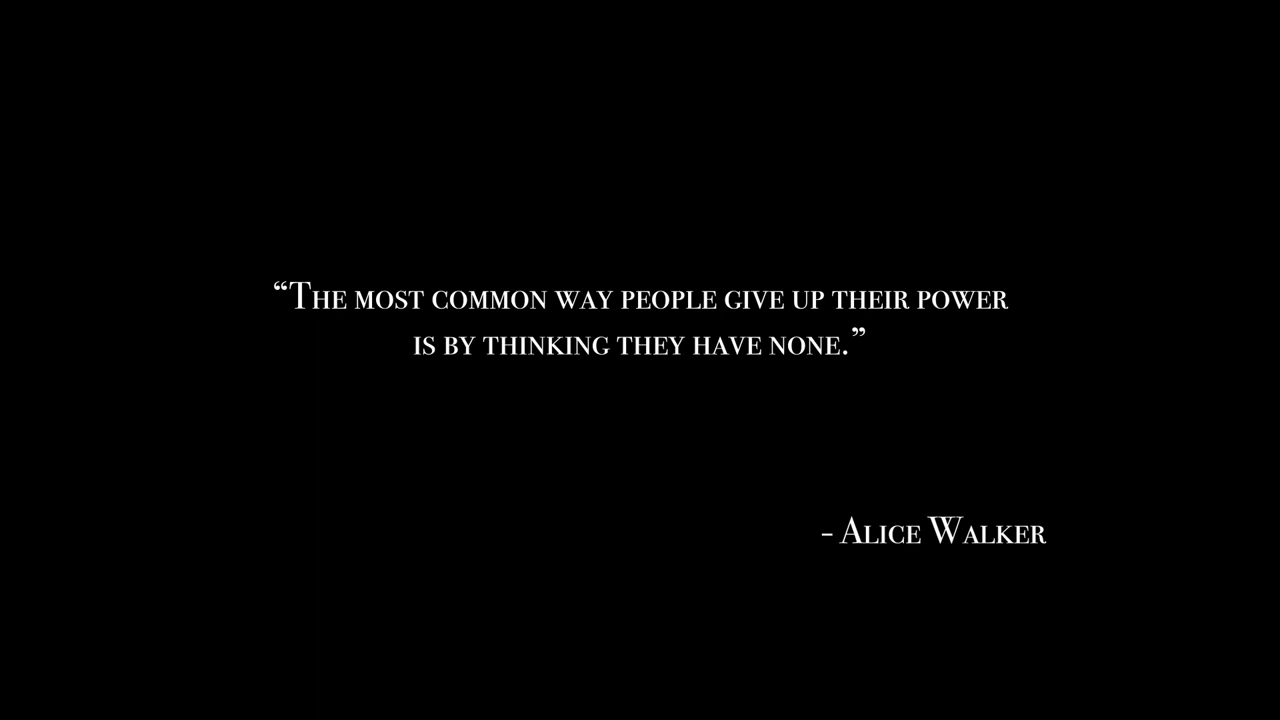 “The most common way people give up their power
is by thinking they have none.”
- Alice Walker